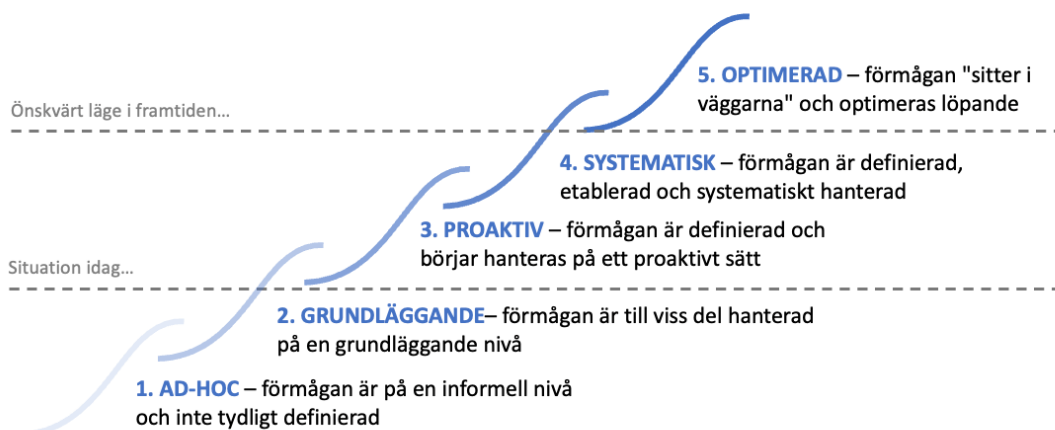 5. OPTIMERAD – förmågan "sitter i
väggarna" och optimeras löpande
Önskvärt läge i framtiden...
4. SYSTEMATISK – förmågan är definierad,
etablerad och systematiskt hanterad
3. PROAKTIV – förmågan är definierad och
börjar hanteras på ett proaktivt sätt
Situation idag...
2. GRUNDLÄGGANDE– förmågan är till viss del hanterad
på en grundläggande nivå
1. AD-HOC – förmågan är på en informell nivå
och inte tydligt definierad